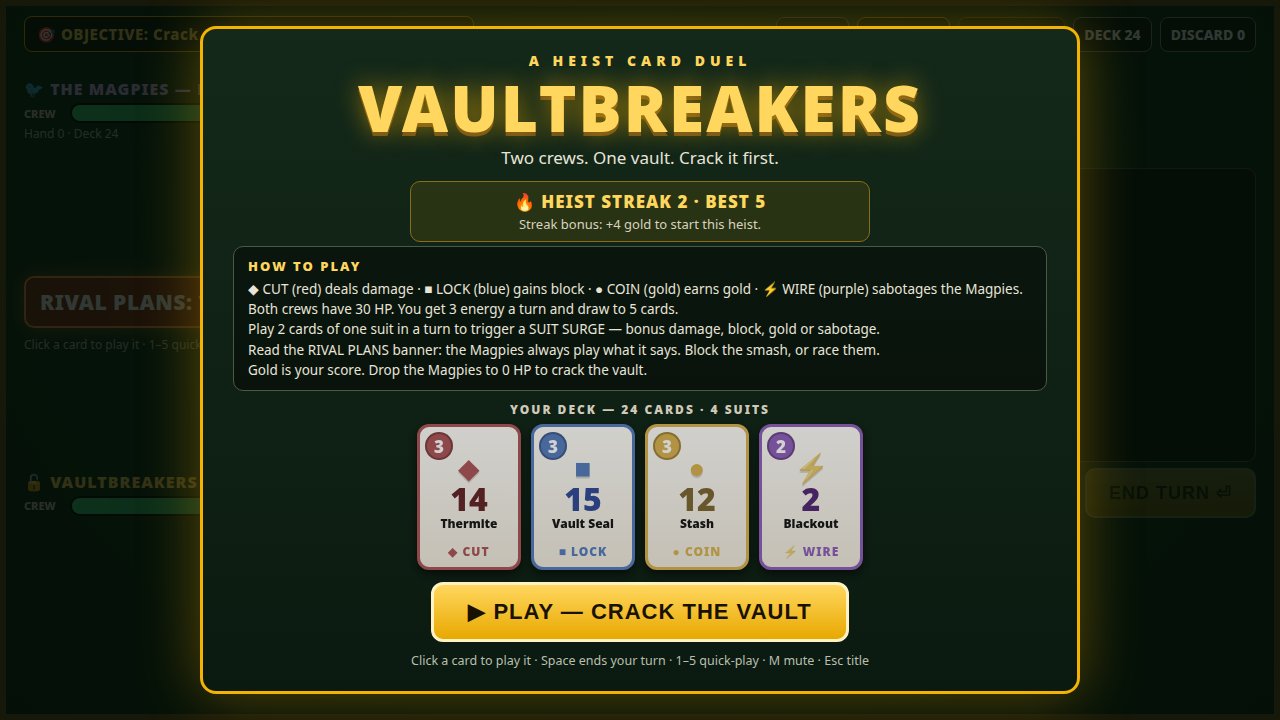 🎯 OBJECTIVE: Crack
DECK 24
DISCARD 0
🐦 THE MAGPIES —
CREW
Hand 0 · Deck 24
RIVAL PLANS:
Click a card to play it · 1–5 quick
🔓 VAULTBREAKERS
CREW
END TURN ⏎
A HEIST CARD DUEL
VAULTBREAKERS
Two crews. One vault. Crack it first.
🔥 HEIST STREAK 2 · BEST 5
Streak bonus: +4 gold to start this heist.
HOW TO PLAY
◆ CUT (red) deals damage · ■ LOCK (blue) gains block · ● COIN (gold) earns gold · ⚡ WIRE (purple) sabotages the Magpies.
Both crews have 30 HP. You get 3 energy a turn and draw to 5 cards.
Play 2 cards of one suit in a turn to trigger a SUIT SURGE — bonus damage, block, gold or sabotage.
Read the RIVAL PLANS banner: the Magpies always play what it says. Block the smash, or race them.
Gold is your score. Drop the Magpies to 0 HP to crack the vault.
YOUR DECK — 24 CARDS · 4 SUITS
3
◆
14
Thermite
◆ CUT
3
■
15
Vault Seal
■ LOCK
3
●
12
Stash
● COIN
2
⚡
2
Blackout
⚡ WIRE
▶ PLAY — CRACK THE VAULT
Click a card to play it · Space ends your turn · 1–5 quick-play · M mute · Esc title